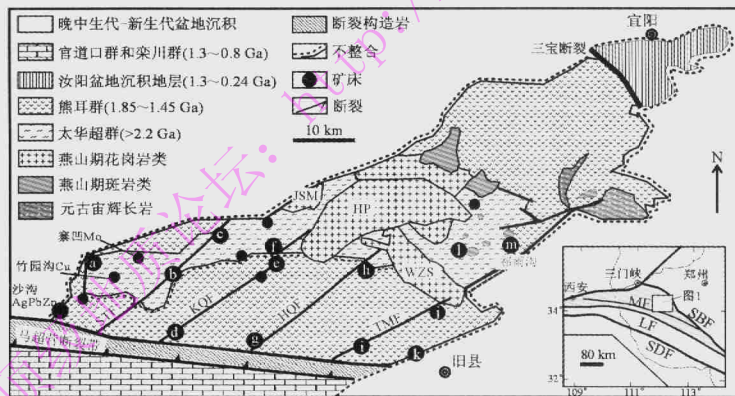 晚中生代-新生代盆地沉积
官道口群和栾川群(1.3~0.8 Ga)
汝阳盆地沉积地层(1.3~0.24 Ga)
熊耳群(1.85~1.45 Ga)
太华超群(>2.2 Ga)
燕山期花岗岩类
燕山期斑岩类
元古宙辉长岩
断裂构造岩
不整合
矿床
断裂
10 km
宜阳
三宝断裂
N
JSM
HP
WZS
寨凹Mo
竹园沟Cu
沙沟
AgPbZn
STF
KQF
HQF
TMF
马超营断裂带
旧县
a
b
c
d
e
f
g
h
i
j
k
l
m
三门峡
郑州
西安
图1
MF
SBF
LF
SDF
34°
32°
80 km
109°
111°
113°
论坛: http:/